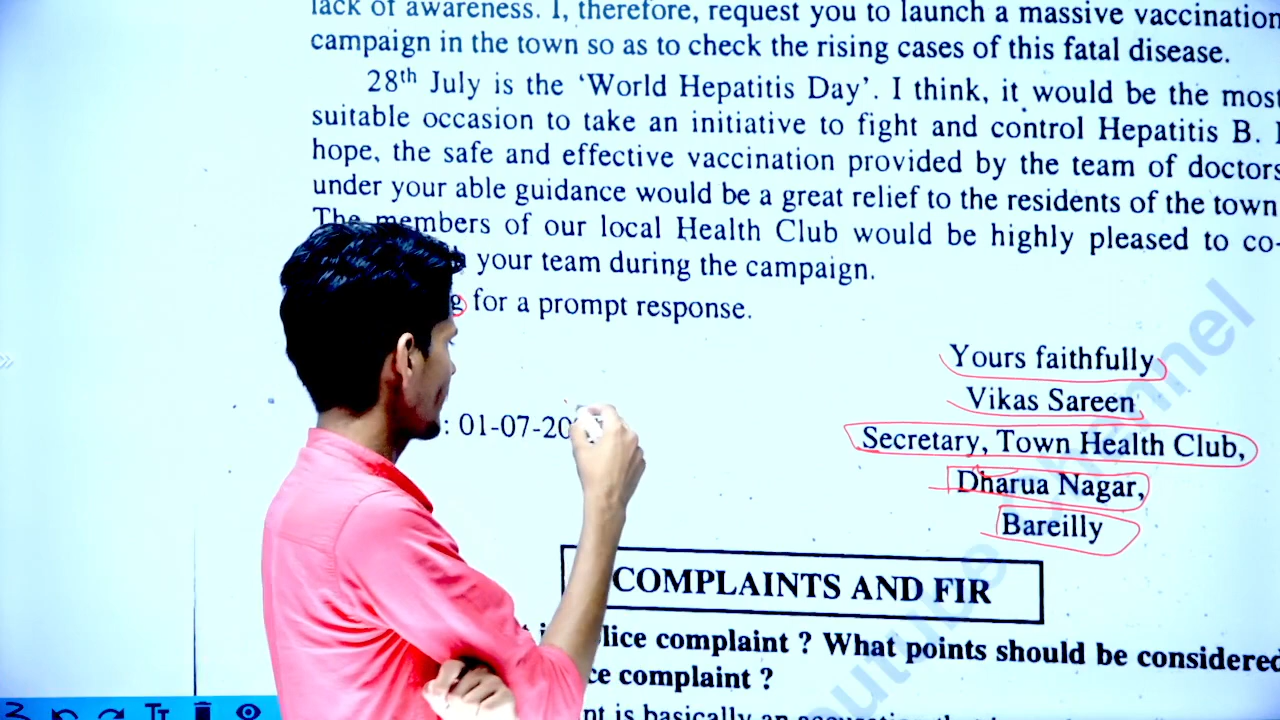 lack of awareness. I, therefore, request you to launch a massive vaccination
campaign in the town so as to check the rising cases of this fatal disease.
28th July is the ‘World Hepatitis Day’. I think, it would be the most
suitable occasion to take an initiative to fight and control Hepatitis B. I
hope, the safe and effective vaccination provided by the team of doctors
under your able guidance would be a great relief to the residents of the town
The members of our local Health Club would be highly pleased to co-
your team during the campaign.
for a prompt response.
Yours faithfully
Vikas Sareen
: 01-07-20
Secretary, Town Health Club,
Dharua Nagar,
Bareilly
COMPLAINTS AND FIR
complaint ? What points should be considered
complaint ?
is basically an